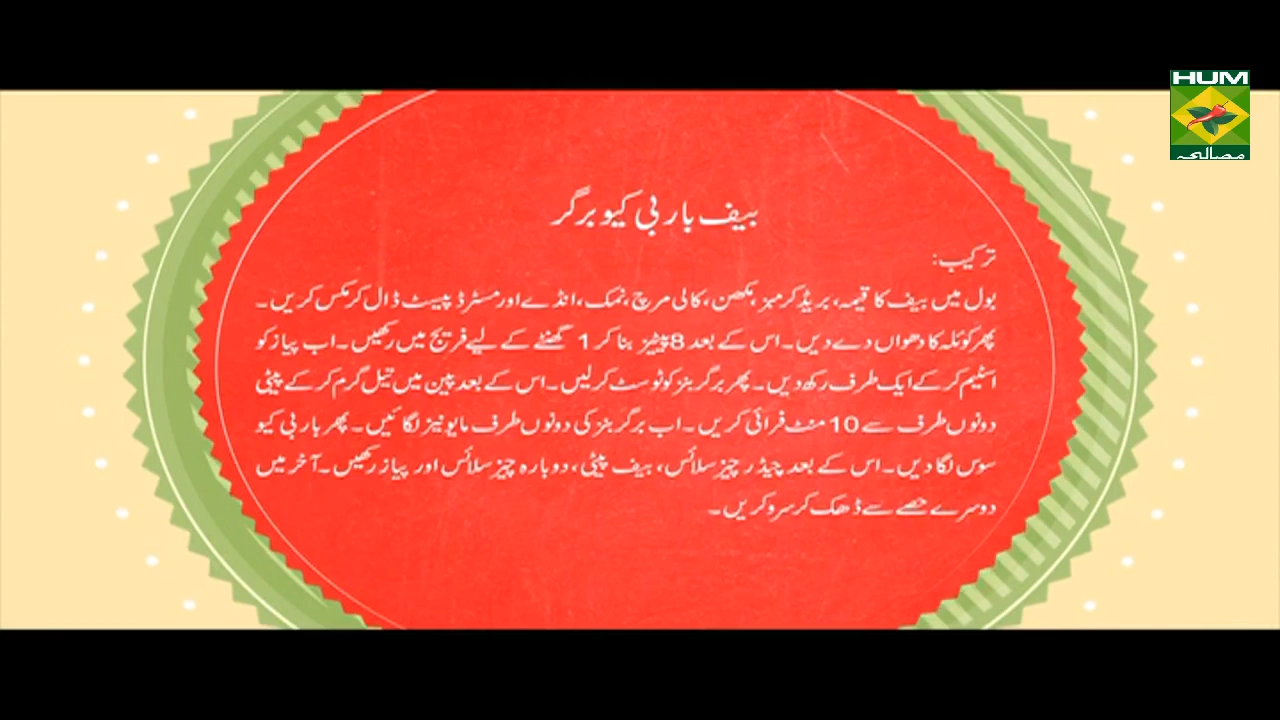 HUM
مصالحہ
بیف باربی کیو برگر
ترکیب:
بول میں بیف کا قیمہ، بریڈ کرمبز، مکھن، کالی مرچ، نمک، انڈے اور مسٹرڈ پیسٹ ڈال کر مکس کریں۔
پھر کوئلہ کا دھواں دے دیں۔ اس کے بعد 8 پیٹیز بنا کر 1 گھنٹے کے لیے فریج میں رکھیں۔ اب پیاز کو
اسٹیم کر کے ایک طرف رکھ دیں۔ پھر برگر بنز کو ٹوسٹ کر لیں۔ اس کے بعد پین میں تیل گرم کر کے پیٹی
دونوں طرف سے 10 منٹ فرائی کریں۔ اب برگر بنز کی دونوں طرف مایونیز لگائیں۔ پھر باربی کیو
سوس لگا دیں۔ اس کے بعد چیڈر چیز سلائس، بیف پیٹی، دوبارہ چیز سلائس اور پیاز رکھیں۔ آخر میں
دوسرے حصے سے ڈھک کر سرو کریں۔